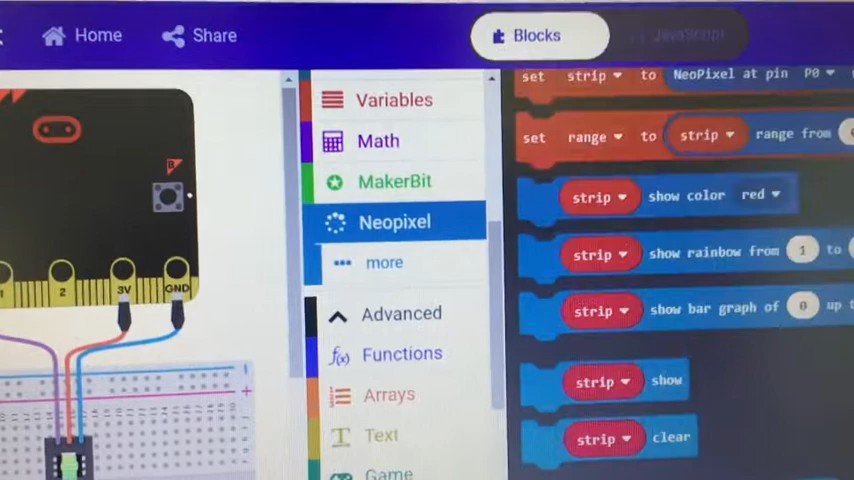 Home
Share
Blocks
JavaScript
Variables
Math
MakerBit
Neopixel
more
Advanced
Functions
Arrays
Text
Game
set strip to NeoPixel at pin P0
set range to strip range from
strip show color red
strip show rainbow from 1 to
strip show bar graph of 0 up
strip show
strip clear
B
1
2
3V
GND
+